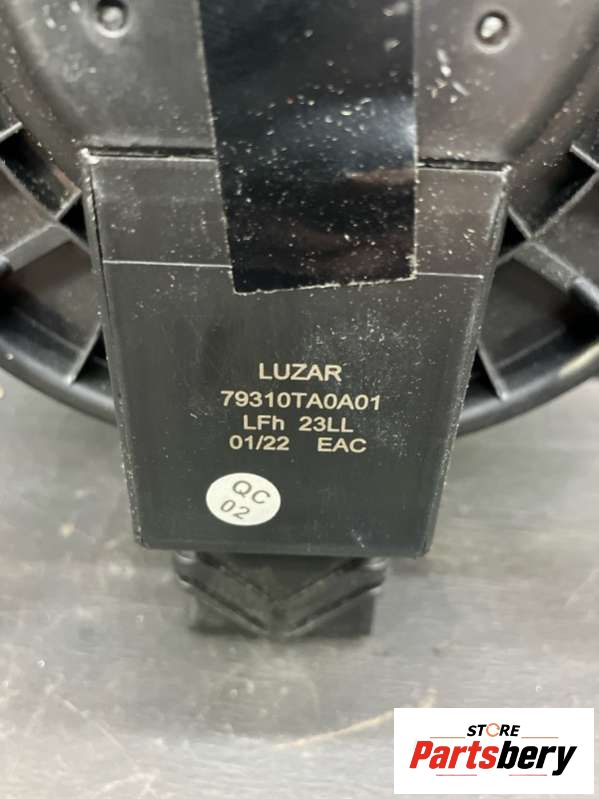 LUZAR
79310TA0A01
LFh 23LL
01/22 EAC
QC
02
STORE
Partsbery